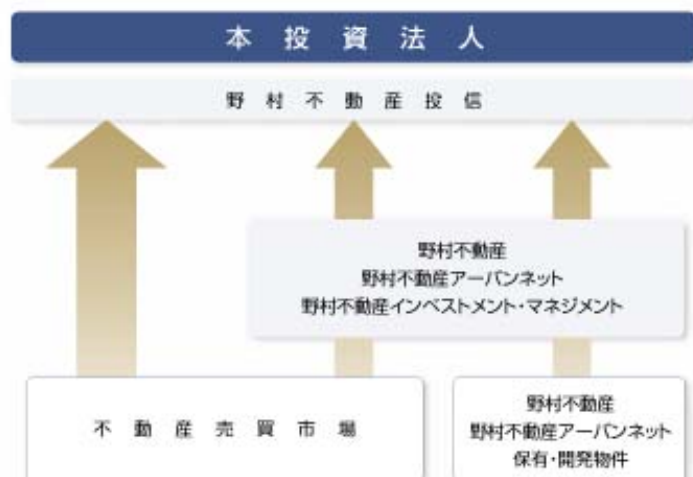 本投資法人
野村不動産投信
野村不動産
野村不動産アーバンネット
野村不動産インベストメント・マネジメント
不動産売買市場
野村不動産
野村不動産アーバンネット
保有・開発物件